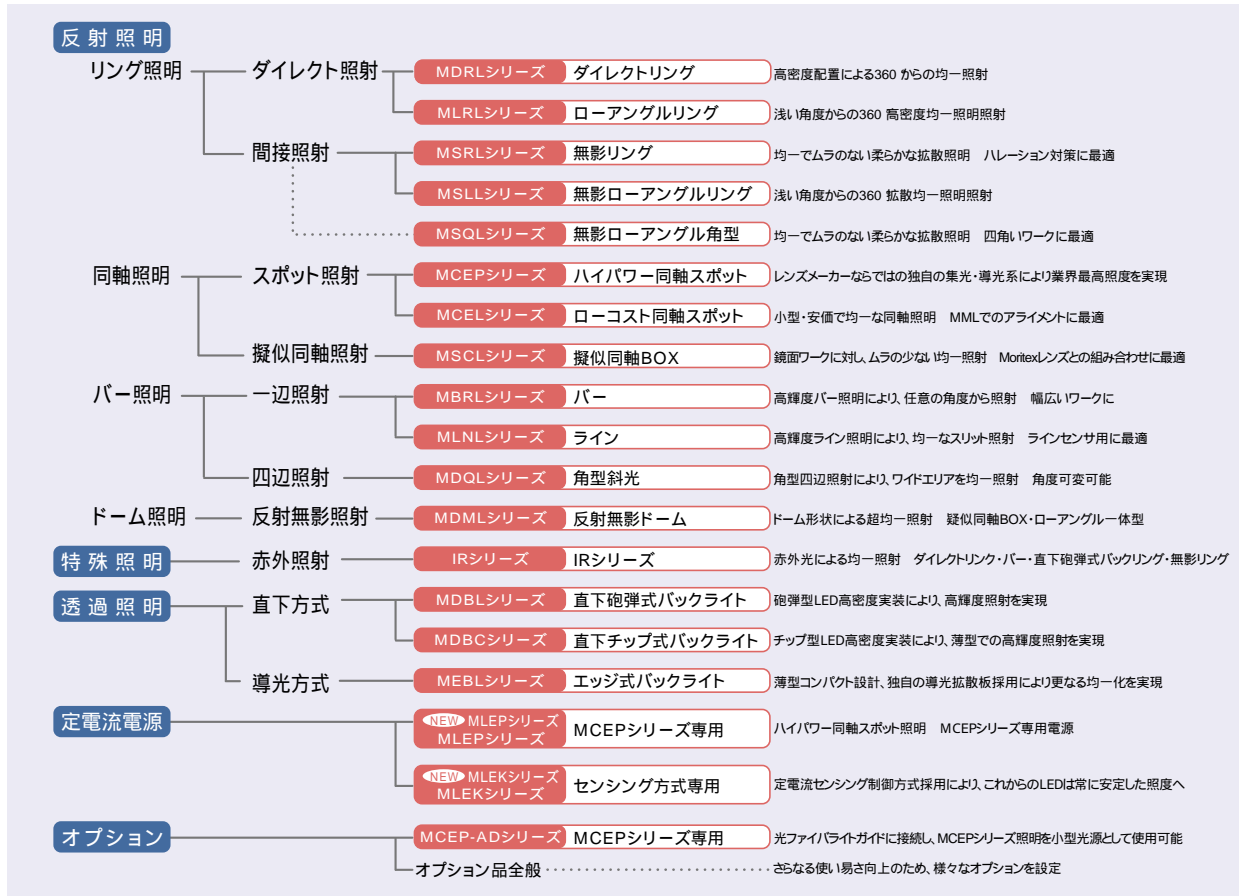 反射照明
リング照明 ダイレクト照射 MDRLシリーズ ダイレクトリング 高密度配置による360 からの均一照射
MLRLシリーズ ローアングルリング 浅い角度からの360 高密度均一照明照射
間接照射 MSRLシリーズ 無影リング 均一でムラのない柔らかな拡散照明 ハレーション対策に最適
MSLLシリーズ 無影ローアングルリング 浅い角度からの360 拡散均一照明照射
MSQLシリーズ 無影ローアングル角型 均一でムラのない柔らかな拡散照明 四角いワークに最適
同軸照明 スポット照射 MCEPシリーズ ハイパワー同軸スポット レンズメーカーならではの独自の集光・導光系により業界最高照度を実現
MCELシリーズ ローコスト同軸スポット 小型・安価で均一な同軸照明 MMLでのアライメントに最適
擬似同軸照射 MSCLシリーズ 擬似同軸BOX 鏡面ワークに対し、ムラの少ない均一照射 Moritexレンズとの組み合わせに最適
バー照明 一辺照射 MBRLシリーズ バー 高輝度バー照明により、任意の角度から照射 幅広いワークに
MLNLシリーズ ライン 高輝度ライン照明により、均一なスリット照射 ラインセンサ用に最適
四辺照射 MDQLシリーズ 角型斜光 角型四辺照射により、ワイドエリアを均一照射 角度可変可能
ドーム照明 反射無影照射 MDMLシリーズ 反射無影ドーム ドーム形状による超均一照射 疑似同軸BOX・ローアングル一体型
特殊照明 赤外照射 IRシリーズ IRシリーズ 赤外光による均一照射 ダイレクトリンク・バー・直下砲弾式バックリング・無影リング
透過照明 直下方式 MDBLシリーズ 直下砲弾式バックライト 砲弾型LED高密度実装により、高輝度照射を実現
MDBCシリーズ 直下チップ式バックライト チップ型LED高密度実装により、薄型での高輝度照射を実現
導光方式 MEBLシリーズ エッジ式バックライト 薄型コンパクト設計、独自の導光拡散板採用により更なる均一化を実現
定電流電源 NEW MLEPシリーズ
MLEPシリーズ MCEPシリーズ専用 ハイパワー同軸スポット照明 MCEPシリーズ専用電源
NEW MLEKシリーズ
MLEKシリーズ センシング方式専用 定電流センシング制御方式採用により、これからのLEDは常に安定した照度へ
オプション MCEP-ADシリーズ MCEPシリーズ専用 光ファイバライトガイドに接続し、MCEPシリーズ照明を小型光源として使用可能
オプション品全般 さらなる使い易さ向上のため、様々なオプションを設定